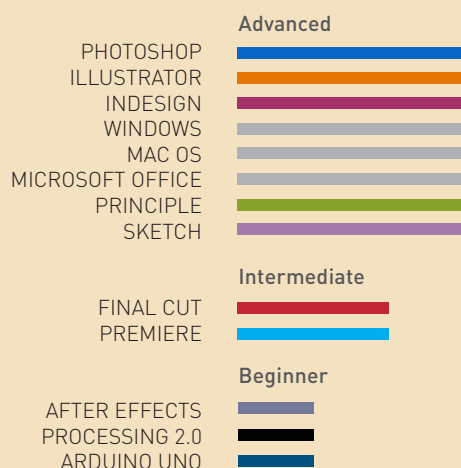 Advanced
PHOTOSHOP
ILLUSTRATOR
INDESIGN
WINDOWS
MAC OS
MICROSOFT OFFICE
PRINCIPLE
SKETCH
Intermediate
FINAL CUT
PREMIERE
Beginner
AFTER EFFECTS
PROCESSING 2.0
ARDUINO UNO